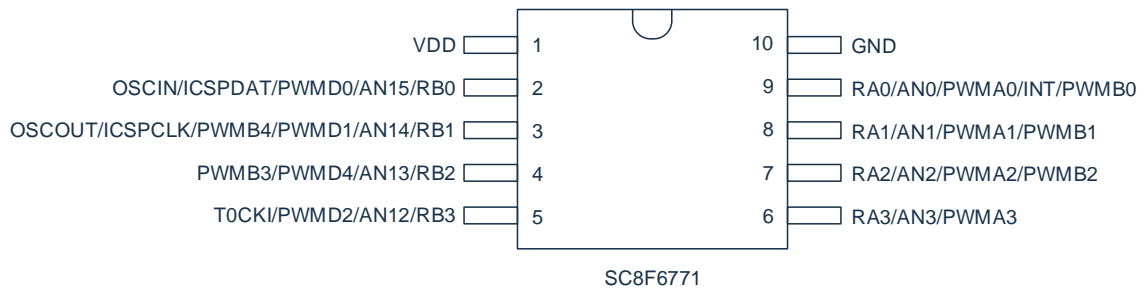 VDD 1 10 GND
OSCIN/ICSPDAT/PWMD0/AN15/RB0 2 9 RA0/AN0/PWMA0/INT/PWMB0
OSCOUT/ICSPCLK/PWMB4/PWMD1/AN14/RB1 3 8 RA1/AN1/PWMA1/PWMB1
PWMB3/PWMD4/AN13/RB2 4 7 RA2/AN2/PWMA2/PWMB2
T0CKI/PWMD2/AN12/RB3 5 6 RA3/AN3/PWMA3
SC8F6771